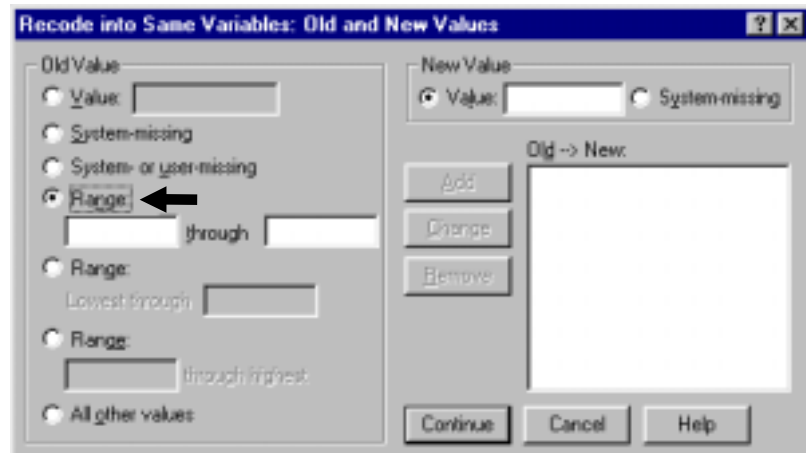 Recode into Same Variables: Old and New Values
Old Value
Value:
System-missing
System- or user-missing
Range:
through
Range:
Lowest through
Range:
through highest
All other values
New Value
Value:
System-missing
Old --> New:
Add
Change
Remove
Continue
Cancel
Help